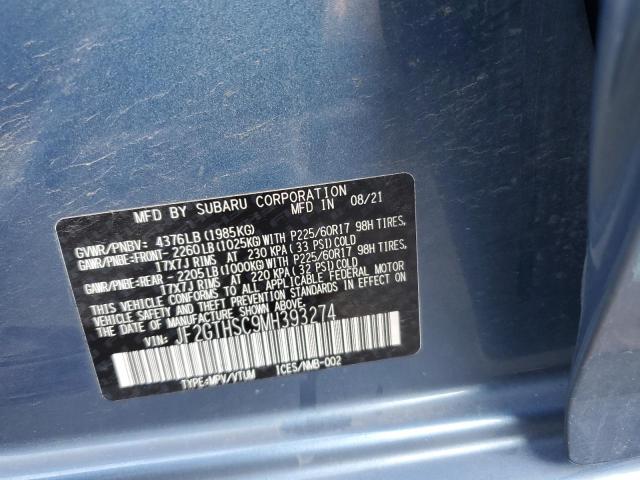 MFD BY SUBARU CORPORATION
MFD IN 08/21
GVWR/PNBV: 4376LB (1985KG)
GAWR/PNBE:FRONT- 2260LB (1025KG)WITH P225/60R17 98H TIRES,
17X7J RIMS AT 230 KPA (33 PSI)COLD
GAWR/PNBE:REAR - 2205LB (1000KG)WITH P225/60R17 98H TIRES,
17X7J RIMS AT 220 KPA (32 PSI)COLD
THIS VEHICLE CONFORMS TO ALL APPLICABLE FEDERAL MOTOR
VEHICLE SAFETY AND THEFT PREVENTION STANDARDS IN EFFECT ON
THE DATE OF MANUFACTURE SHOWN ABOVE.
VIN: JF2GTHSC9MH393274
TYPE:MPV/VTUM ICES/NMB-002